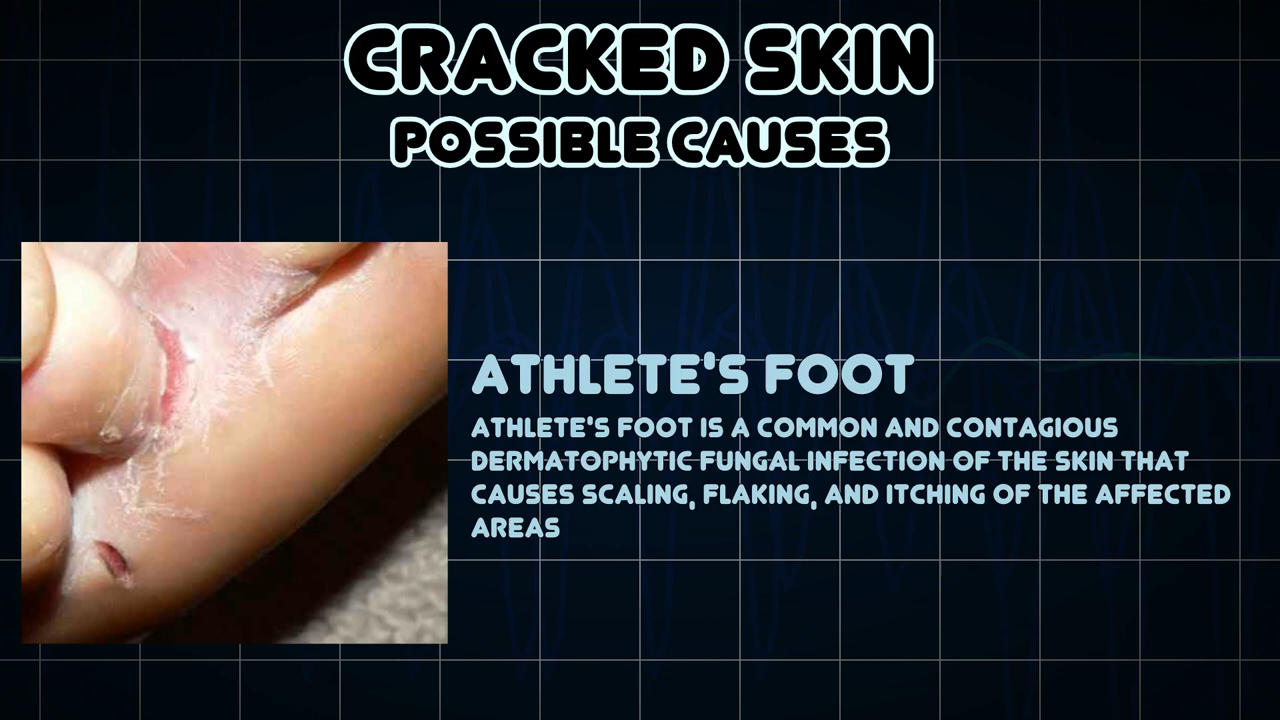 CRACKED SKIN
POSSIBLE CAUSES
ATHLETE'S FOOT
ATHLETE'S FOOT IS A COMMON AND CONTAGIOUS
DERMATOPHYTIC FUNGAL INFECTION OF THE SKIN THAT
CAUSES SCALING, FLAKING, AND ITCHING OF THE AFFECTED
AREAS